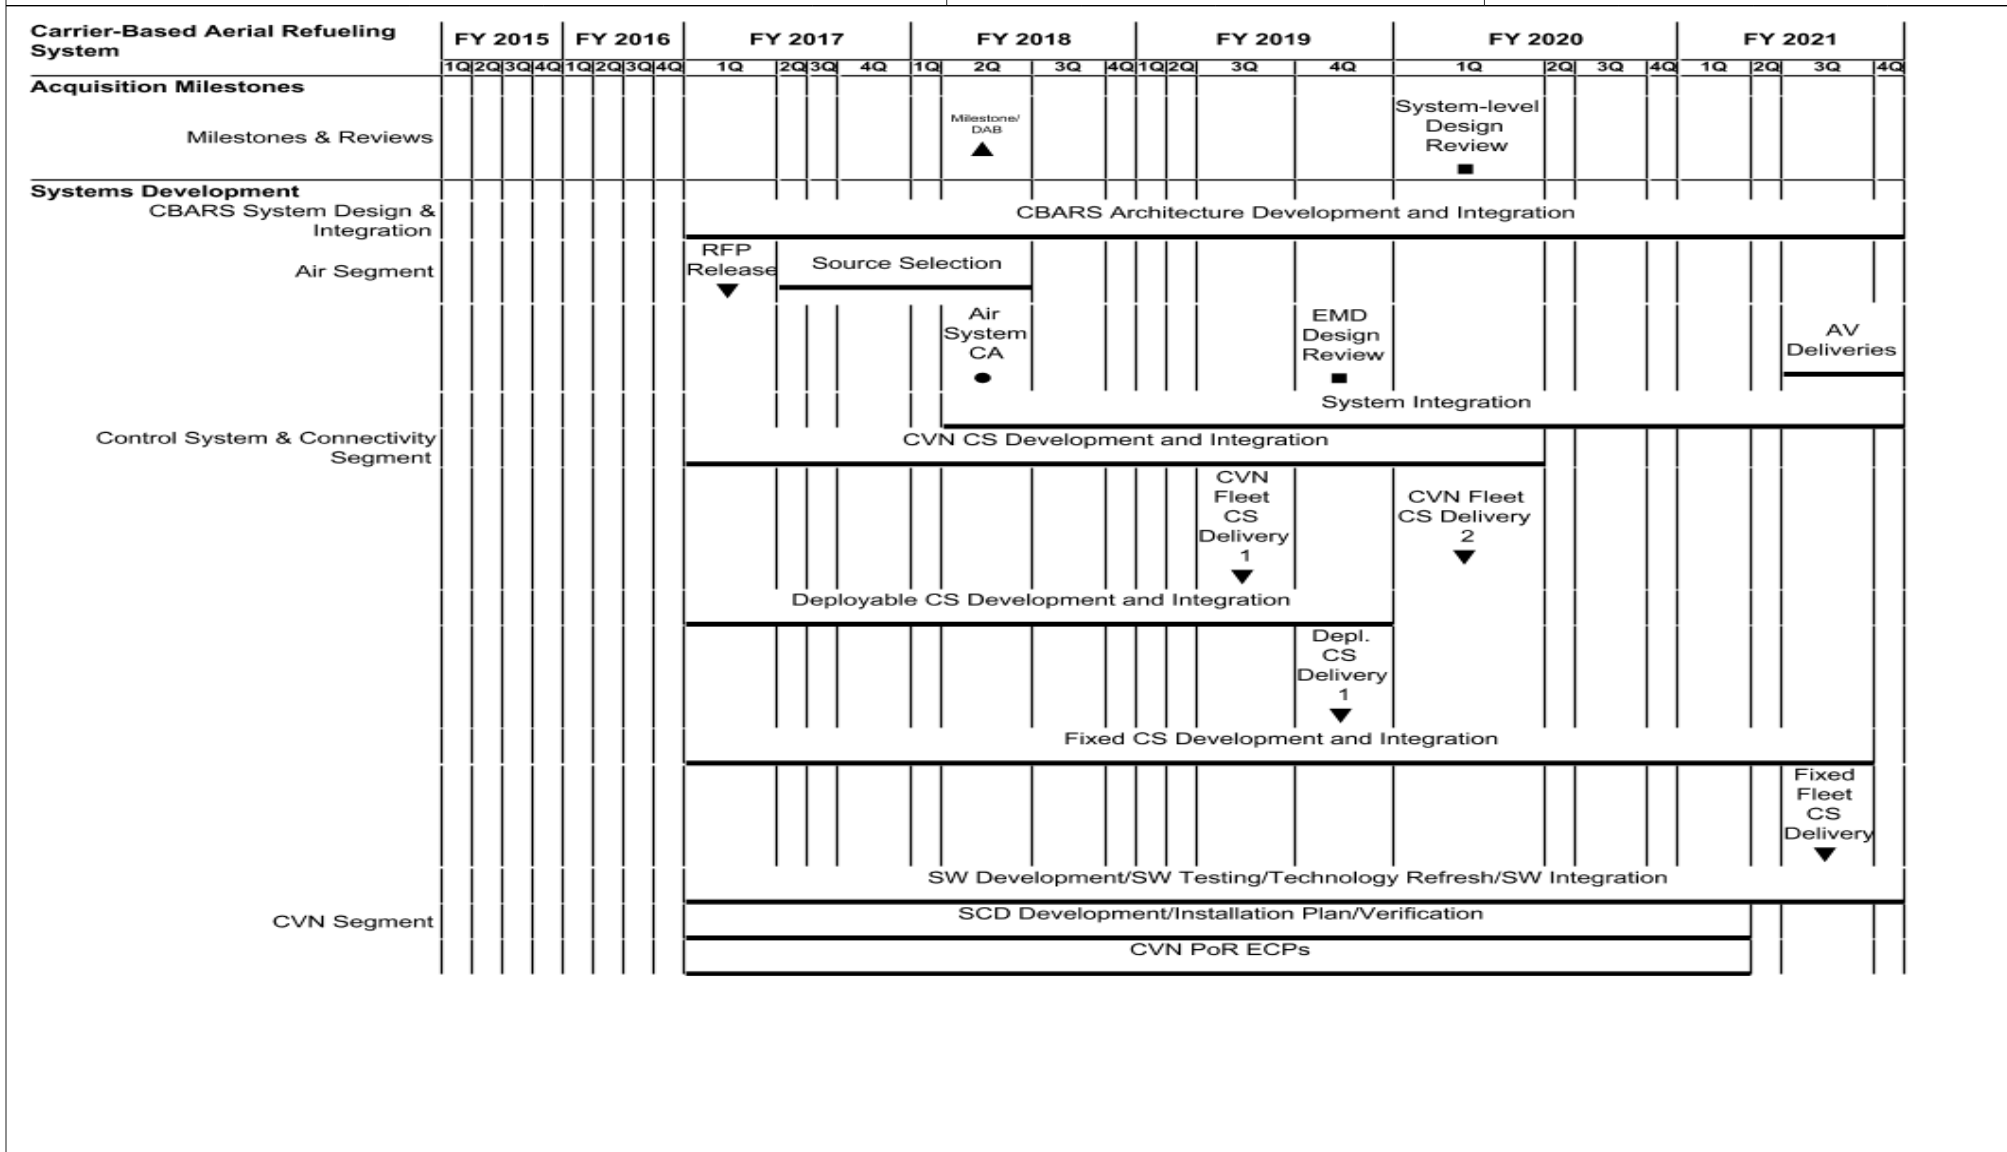 Carrier-Based Aerial Refueling
System
FY 2015 FY 2016 FY 2017 FY 2018 FY 2019 FY 2020 FY 2021
1Q 2Q 3Q 4Q 1Q 2Q 3Q 4Q 1Q 2Q 3Q 4Q 1Q 2Q 3Q 4Q 1Q 2Q 3Q 4Q 1Q 2Q 3Q 4Q 1Q 2Q 3Q 4Q
Acquisition Milestones
Milestones & Reviews
Milestone/
DAB
System-level
Design
Review
Systems Development
CBARS System Design &
Integration
CBARS Architecture Development and Integration
Air Segment
RFP
Release
Source Selection
Air
System
CA
EMD
Design
Review
AV
Deliveries
System Integration
Control System & Connectivity
Segment
CVN CS Development and Integration
CVN
Fleet
CS
Delivery
1
CVN Fleet
CS Delivery
2
Deployable CS Development and Integration
Depl.
CS
Delivery
1
Fixed CS Development and Integration
Fixed
Fleet
CS
Delivery
SW Development/SW Testing/Technology Refresh/SW Integration
CVN Segment
SCD Development/Installation Plan/Verification
CVN PoR ECPs